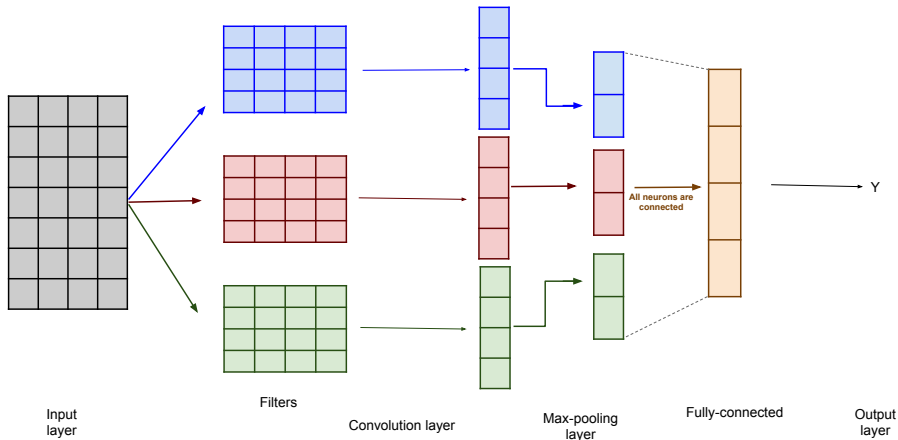 Y
All neurons are
connected
Input
layer
Filters
Convolution layer
Max-pooling
layer
Fully-connected
Output
layer